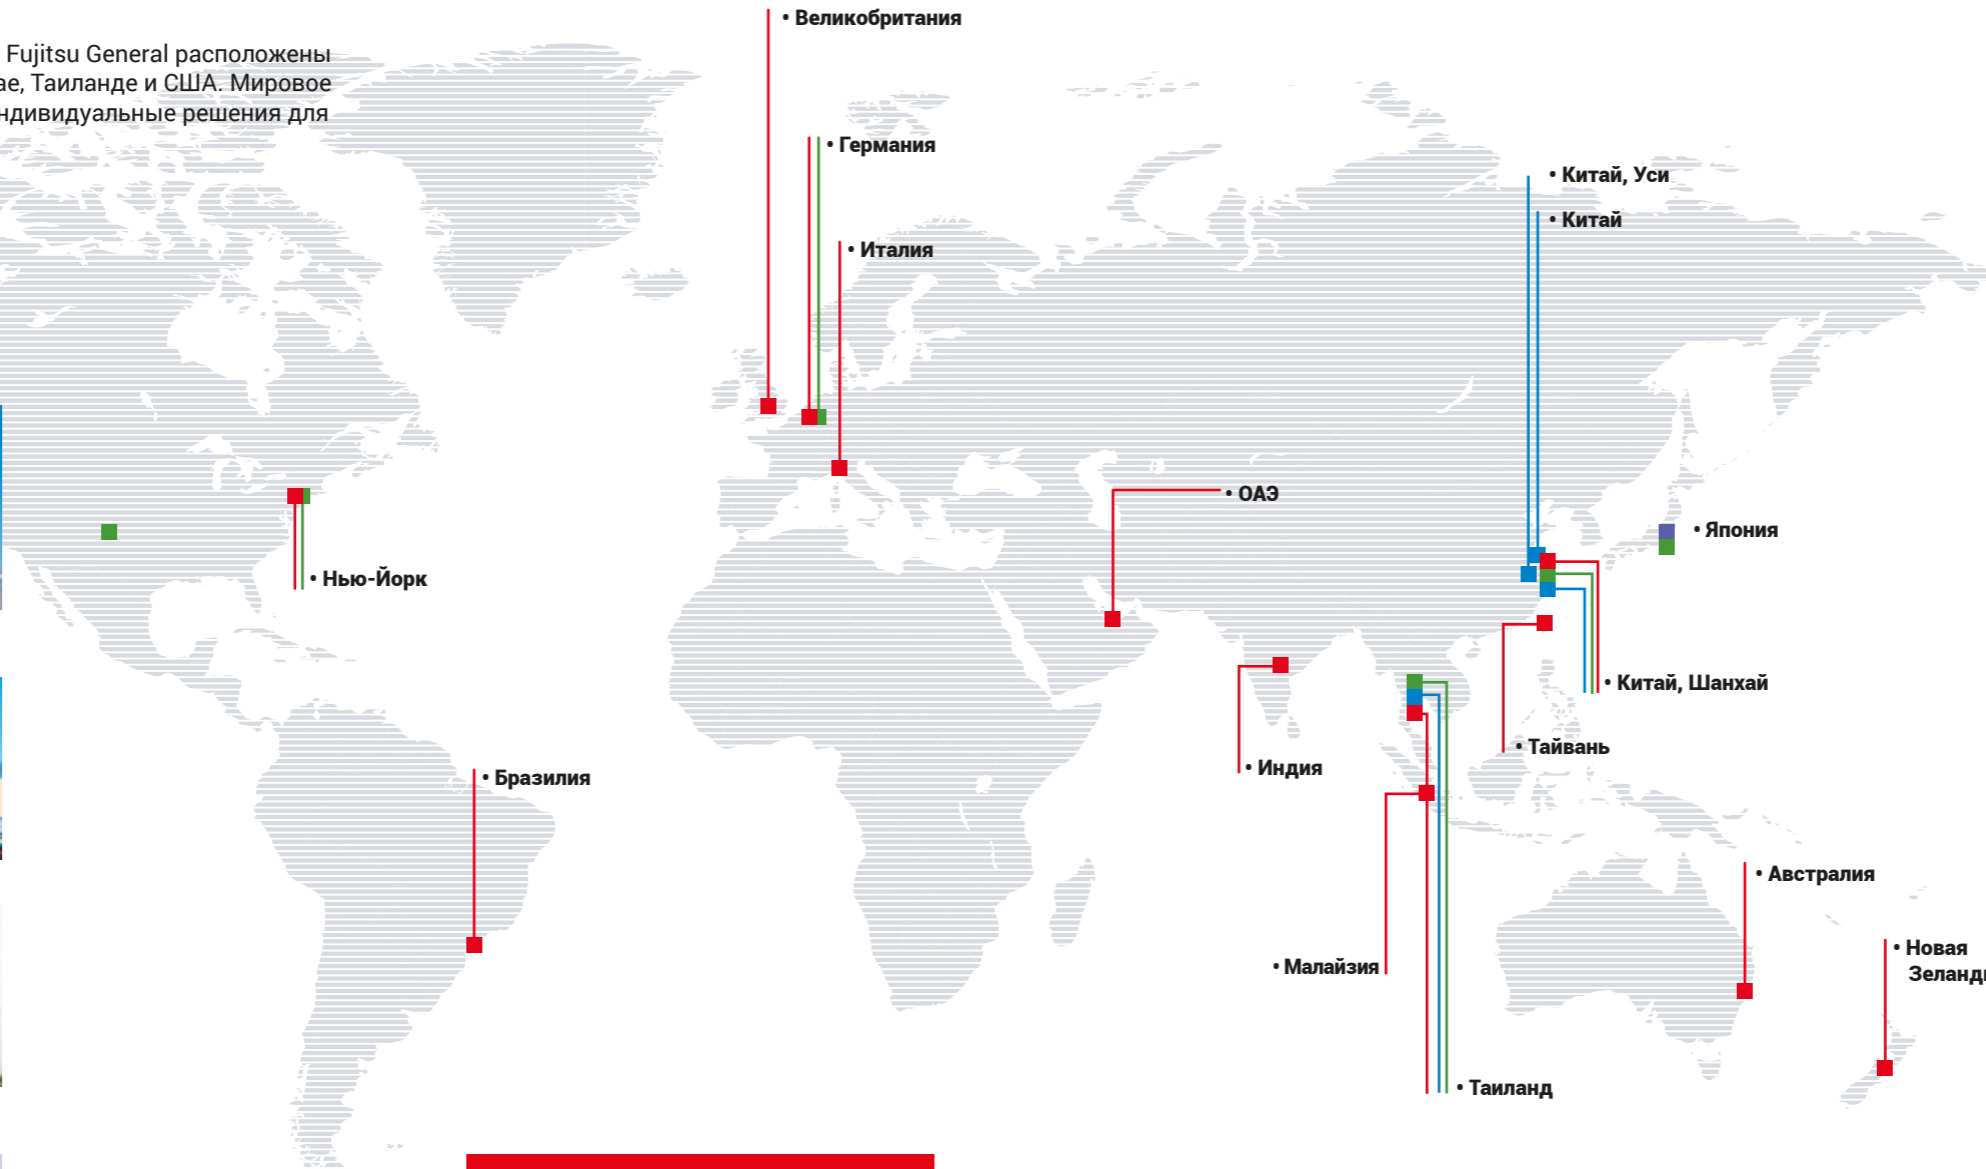 Fujitsu General расположены
ае, Таиланде и США. Мировое
ндивидуальные решения для
• Великобритания
• Германия
• Китай, Уси
• Китай
• Италия
• ОАЭ
• Япония
• Нью-Йорк
• Китай, Шанхай
• Тайвань
• Индия
• Бразилия
• Австралия
• Новая
Зеланд
• Малайзия
• Таиланд